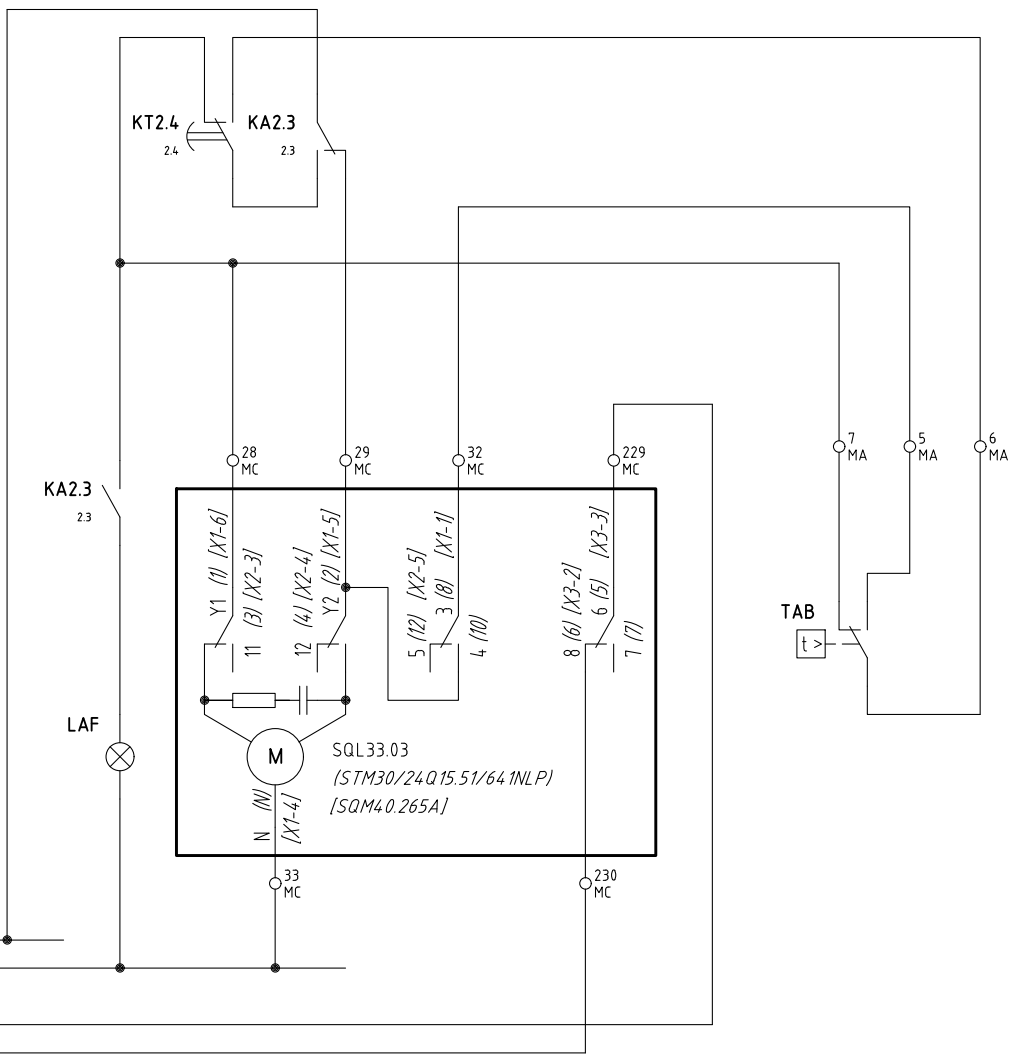 KT2.4
2.4
KA2.3
2.3
28
MC
29
MC
32
MC
229
MC
7
MA
5
MA
6
MA
KA2.3
2.3
Y1 (1) [X1-6]
11 (3) [X2-3]
12 (4) [X2-4]
Y2 (2) [X1-5]
5 (12) [X2-5]
3 (8) [X1-1]
4 (10)
8 (6) [X3-2]
6 (5) [X3-3]
7 (7)
TAB
t >
LAF
M
SQL33.03
(STM30/24Q15.51/641NLP)
[SQM40.265A]
N (N)
[X1-4]
33
MC
230
MC